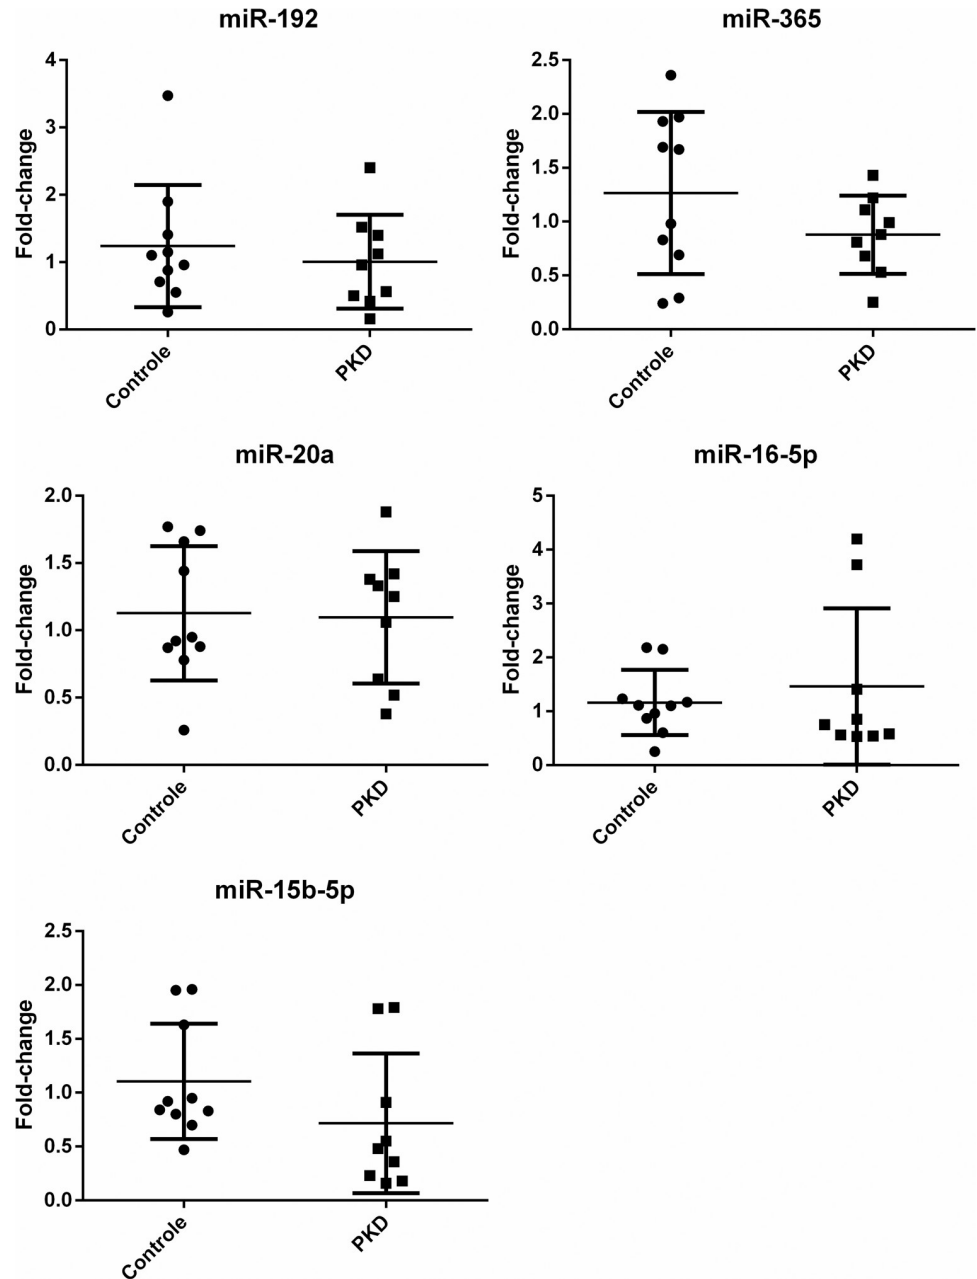 miR-192
Fold-change
4
3
2
1
0
Controle
PKD
miR-365
Fold-change
2.5
2.0
1.5
1.0
0.5
0.0
Controle
PKD
miR-20a
Fold-change
2.0
1.5
1.0
0.5
0.0
Controle
PKD
miR-16-5p
Fold-change
5
4
3
2
1
0
Controle
PKD
miR-15b-5p
Fold-change
2.5
2.0
1.5
1.0
0.5
0.0
Controle
PKD